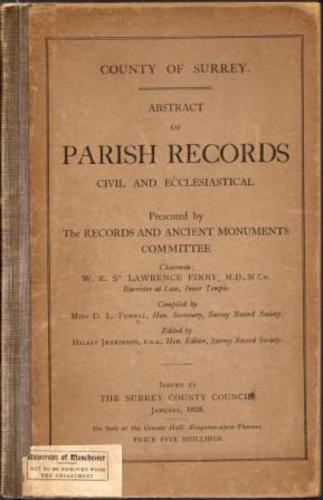 COUNTY OF SURREY.
ABSTRACT
OF
PARISH RECORDS
CIVIL AND ECCLESIASTICAL
Presented by
The RECORDS AND ANCIENT MONUMENTS
COMMITTEE
Chairman:
W. E. St LAWRENCE FINNY, M.D., M Ch.
Barrister-at-Law, Inner Temple.
Compiled by
Miss D. L. Powell, Hon. Secretary, Surrey Record Society.
Edited by
Hilary Jenkinson, F.S.A., Hon. Editor, Surrey Record Society.
Issued by
THE SURREY COUNTY COUNCIL
January, 1928.
On Sale at the County Hall, Kingston-upon-Thames.
PRICE FIVE SHILLINGS.
University of Manchester
NOT TO BE REMOVED FROM
THE DEPARTMENT